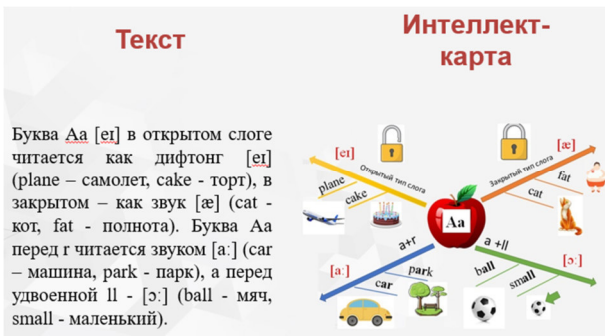 Текст
Буква Аа [eɪ] в открытом слоге
читается как дифтонг [eɪ]
(plane – самолет, cake - торт), в
закрытом – как звук [æ] (cat -
кот, fat - полнота). Буква Аа
перед r читается звуком [a:] (car
– машина, park - парк), а перед
удвоенной ll - [ɔ:] (ball - мяч,
small - маленький).
Интеллект-
карта
[eɪ]
Открытый тип слога
plane
cake
[æ]
Закрытый тип слога
fat
cat
Aa
a+r
[a:]
park
car
a +ll
[ɔ:]
ball
small